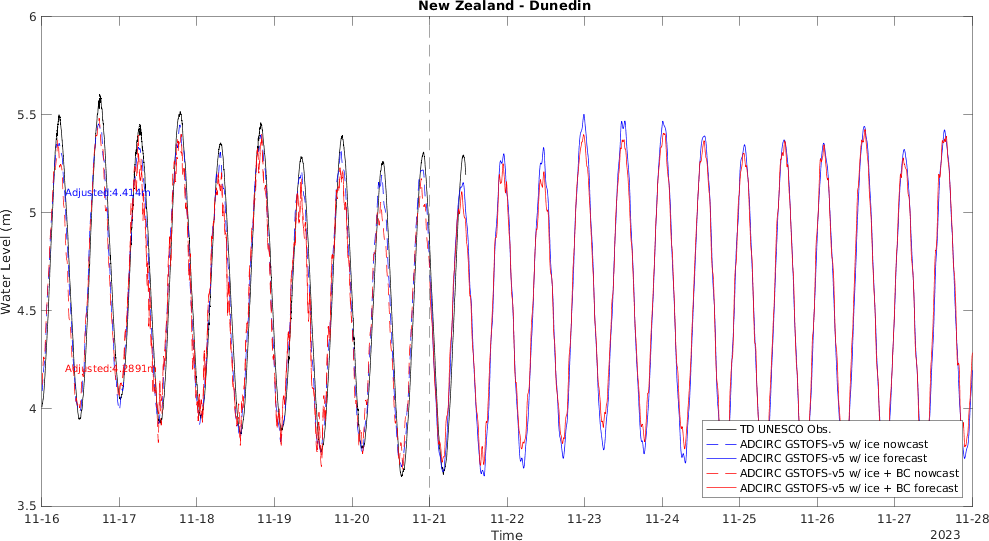 New Zealand - Dunedin
6
5.5
5
4.5
4
3.5
Water Level (m)
Adjusted:4.414m
Adjusted:4.2891m
TD UNESCO Obs.
ADCIRC GSTOFS-v5 w/ ice nowcast
ADCIRC GSTOFS-v5 w/ ice forecast
ADCIRC GSTOFS-v5 w/ ice + BC nowcast
ADCIRC GSTOFS-v5 w/ ice + BC forecast
11-16 11-17 11-18 11-19 11-20 11-21 11-22 11-23 11-24 11-25 11-26 11-27 11-28
Time
2023